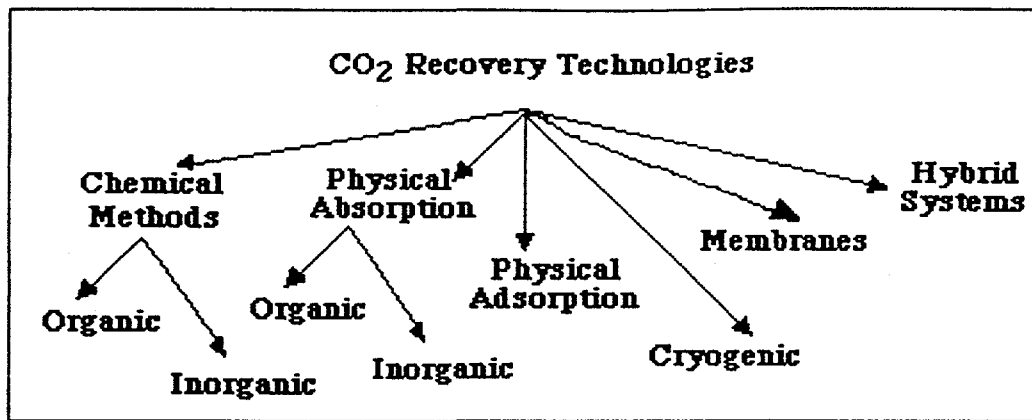 CO2 Recovery Technologies
Chemical
Methods
Physical
Absorption
Physical
Adsorption
Cryogenic
Membranes
Hybrid
Systems
Organic
Inorganic
Organic
Inorganic